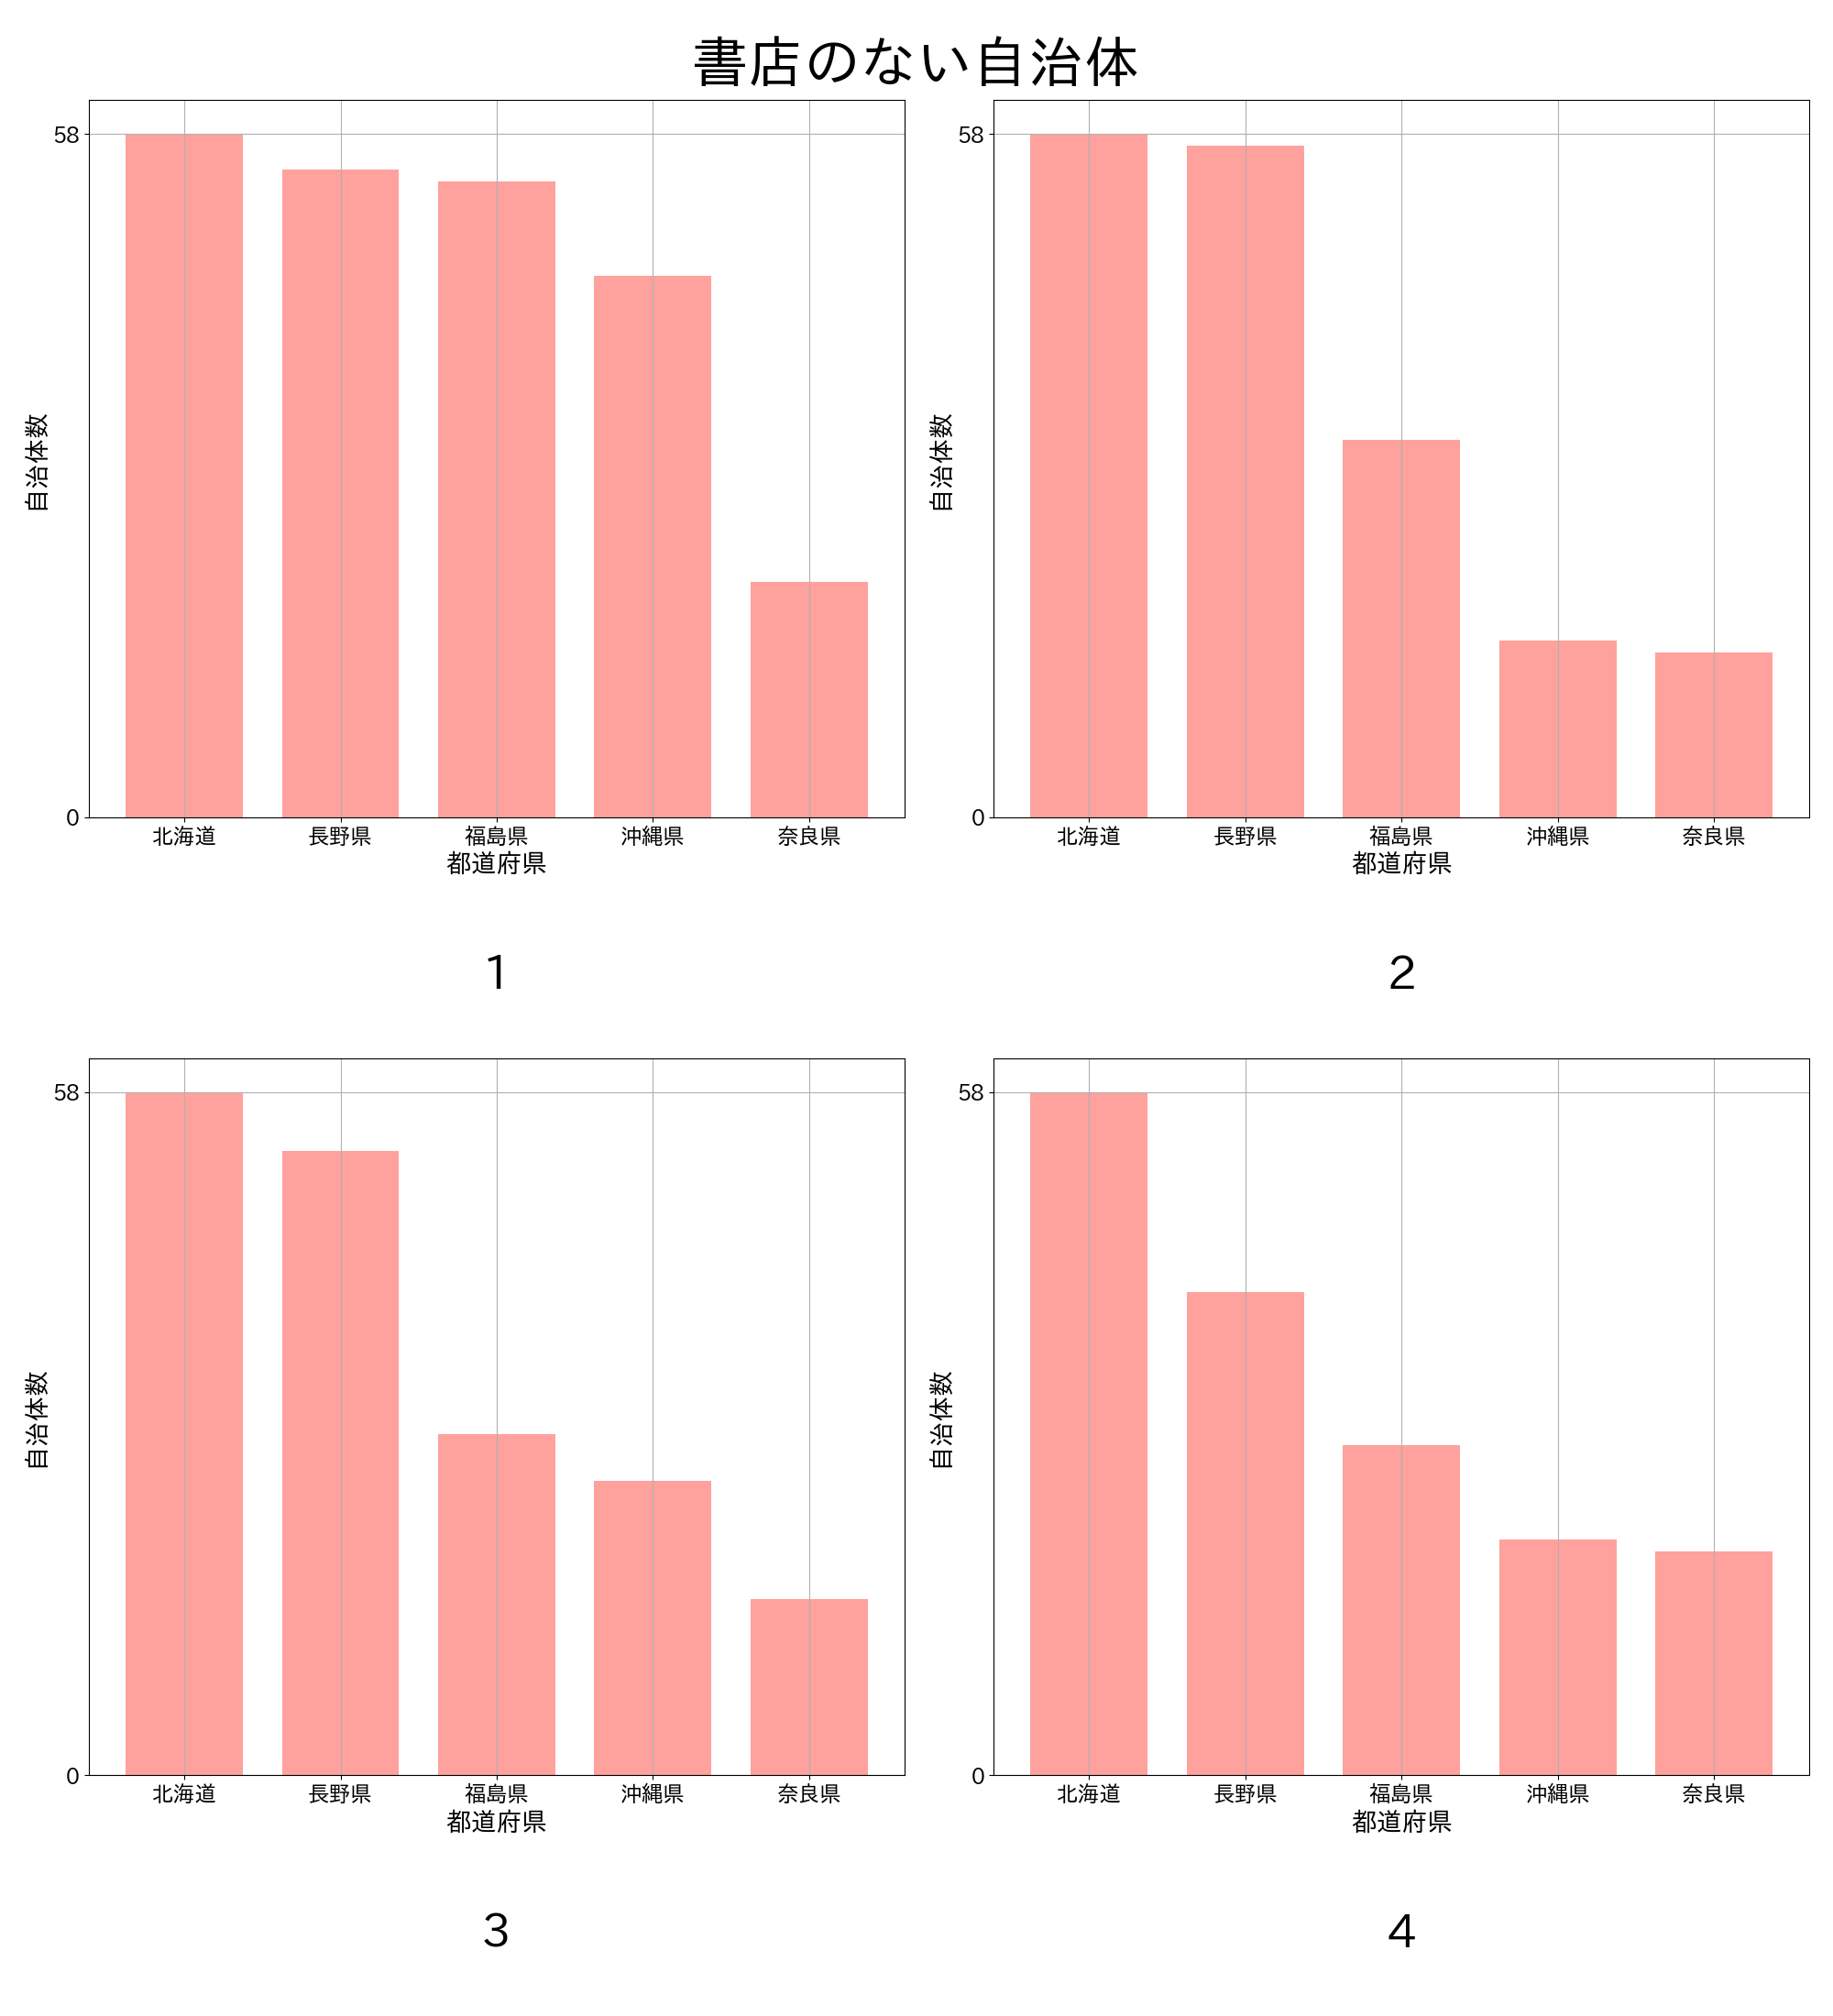 書店のない自治体
58
0
自治体数
北海道 長野県 福島県 沖縄県 奈良県
都道府県
1
58
0
自治体数
北海道 長野県 福島県 沖縄県 奈良県
都道府県
2
58
0
自治体数
北海道 長野県 福島県 沖縄県 奈良県
都道府県
3
58
0
自治体数
北海道 長野県 福島県 沖縄県 奈良県
都道府県
4